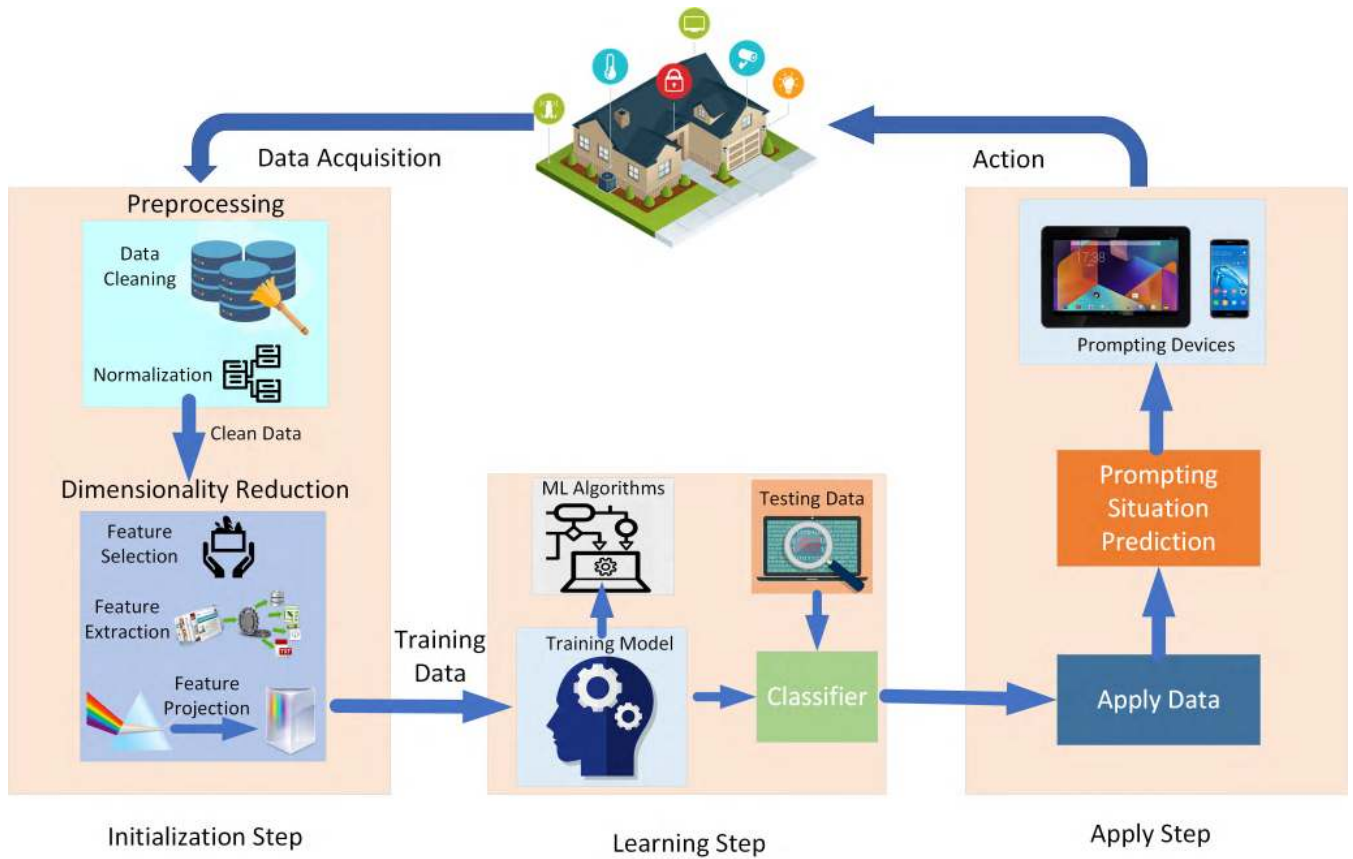 Data Acquisition
Action
Preprocessing
Data
Cleaning
Normalization
Clean Data
Dimensionality Reduction
Feature
Selection
Feature
Extraction
Feature
Projection
Initialization Step
Training
Data
ML Algorithms
Testing Data
Training Model
Classifier
Learning Step
17:38
Prompting Devices
Prompting
Situation
Prediction
Apply Data
Apply Step